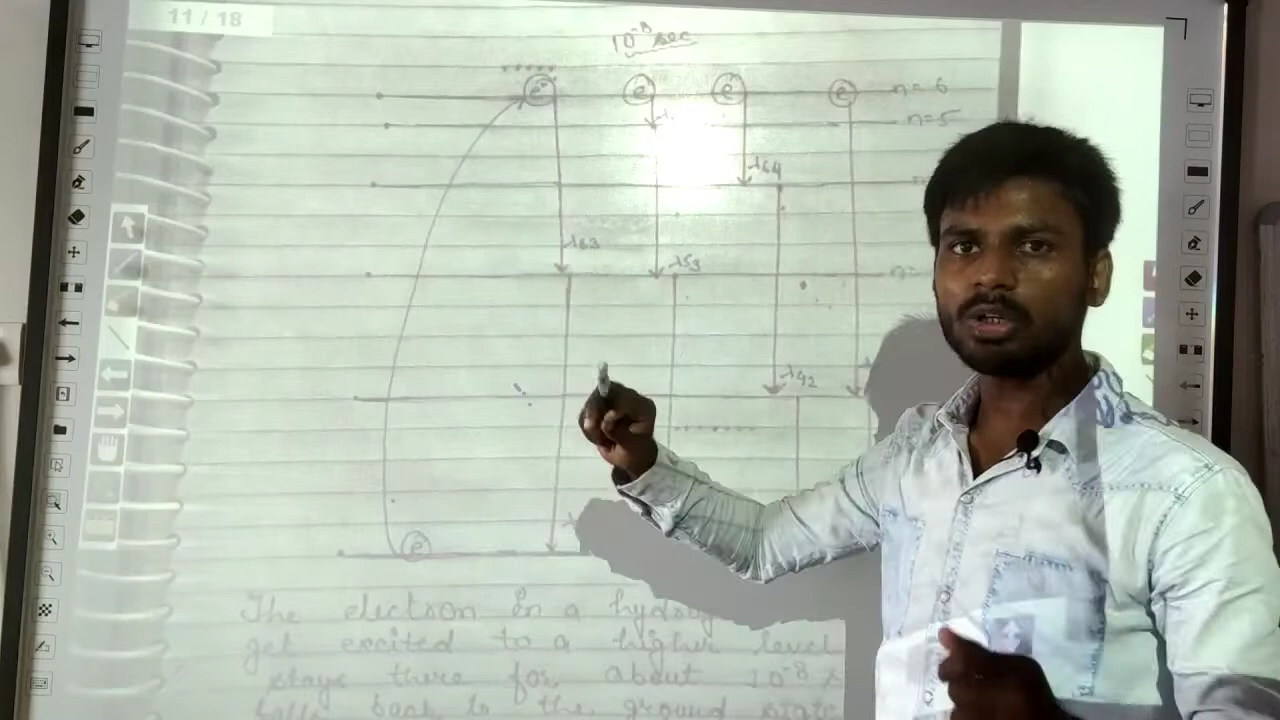 11 / 18
10⁻⁸ sec
e⁻ e e e n=6
n=5
λ64
λ63 λ53 n=
λ42
e
The electron in a hydro
get excited to a higher level
stays there for about 10⁻⁸
falls back to the ground state